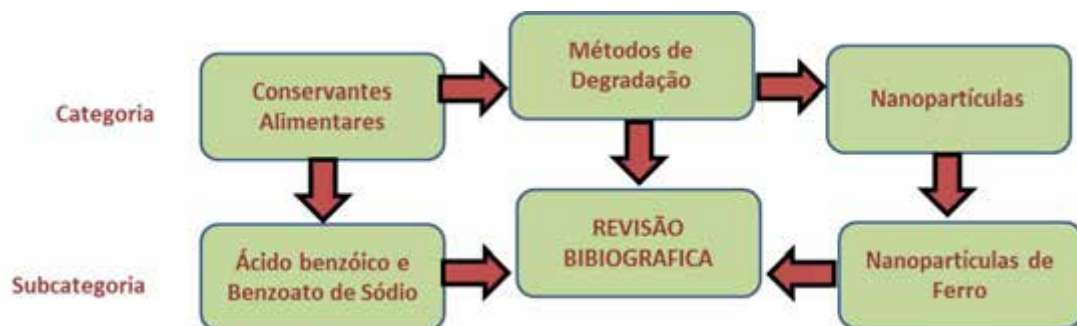 Categoria
Conservantes
Alimentares
Métodos de
Degradação
Nanopartículas
Subcategoria
Ácido benzóico e
Benzoato de Sódio
REVISÃO
BIBIOGRAFICA
Nanoparticulas de
Ferro